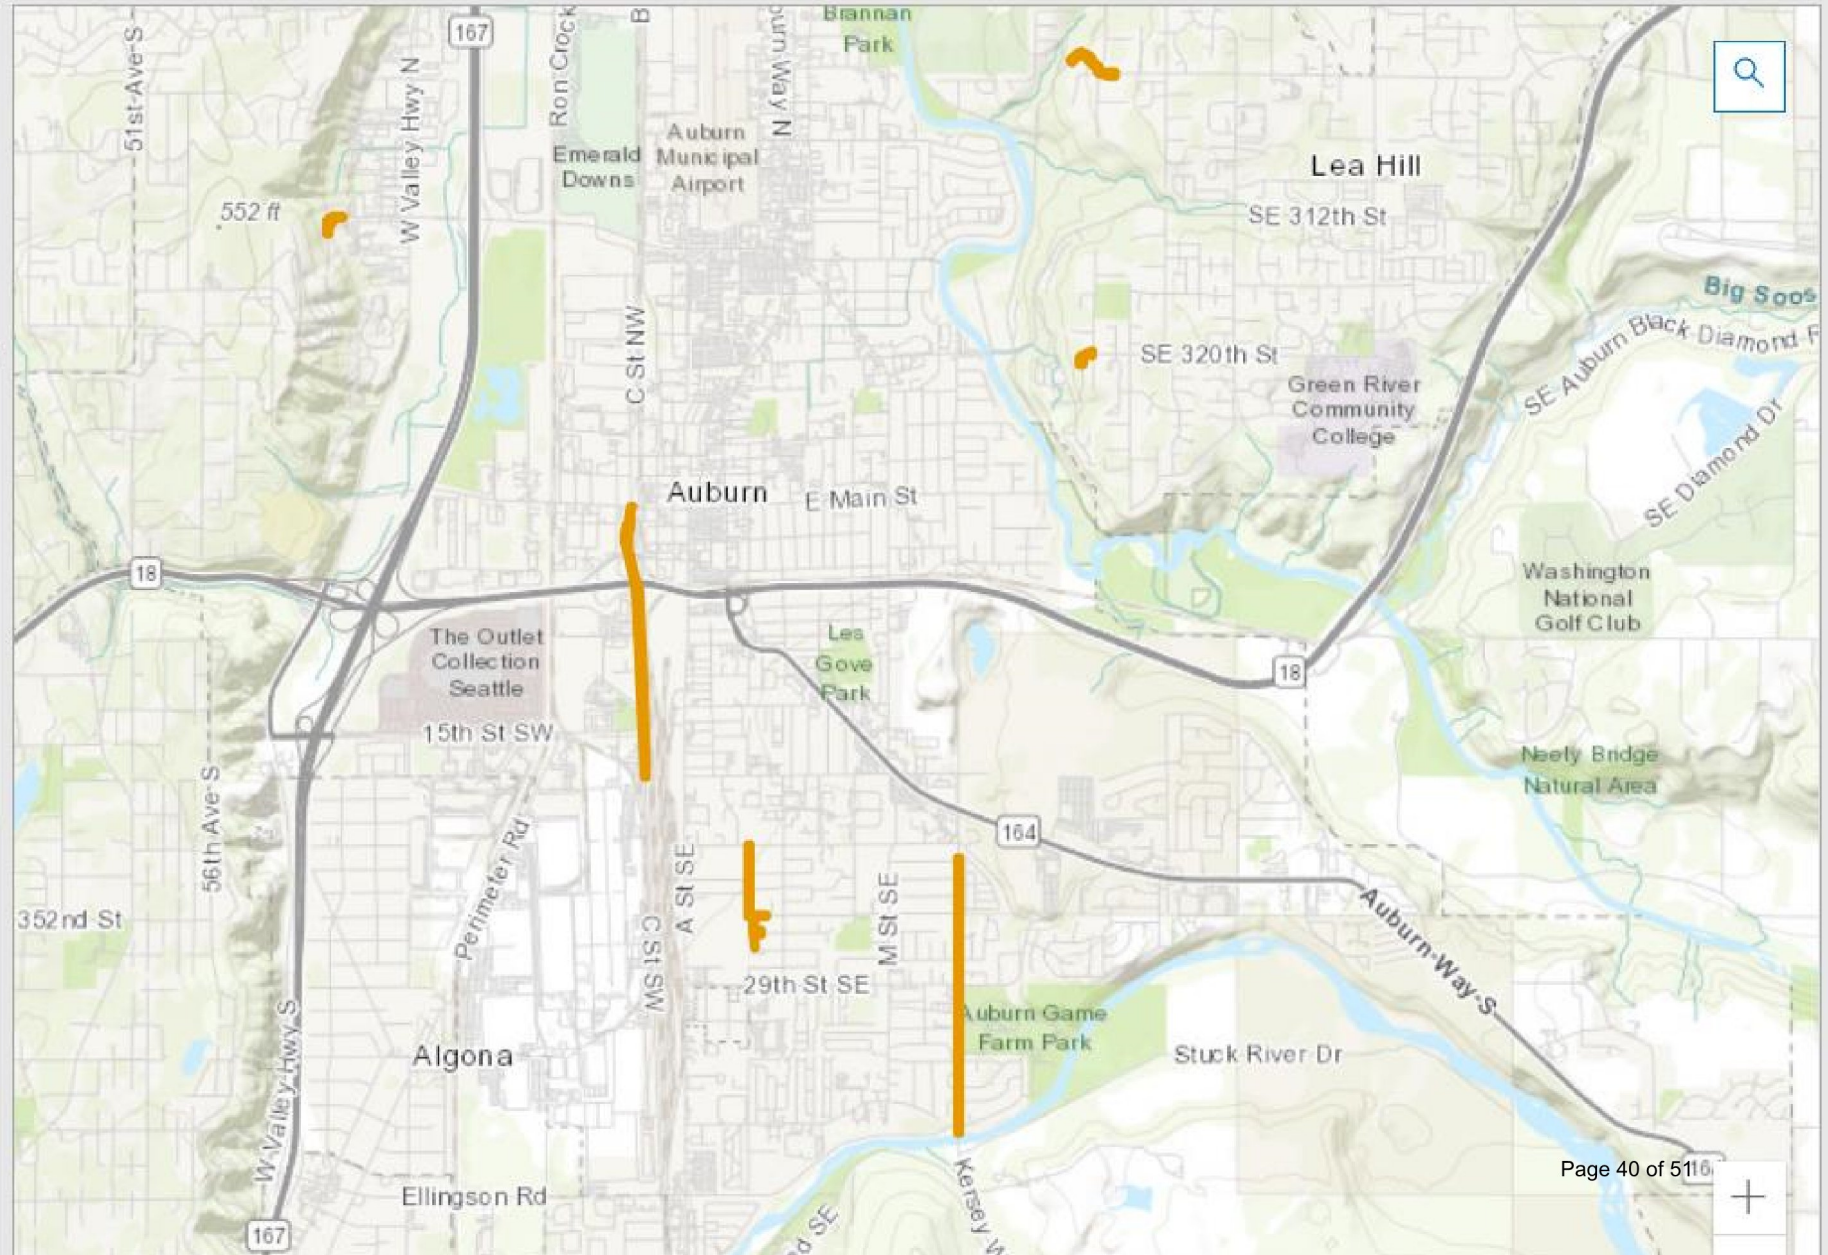 Brannan
Park
167
51st-Ave-S
W Valley Hwy N
Ron Crock
B
urn Way N
Auburn
Municipal
Airport
Emerald
Downs
Lea Hill
552 ft
SE 312th St
Big Soos
C St NW
SE 320th St
SE Auburn Black Diamond R
Green River
Community
College
SE Diamond Dr
Auburn
E Main St
18
Washington
National
Golf Club
The Outlet
Collection
Seattle
Les
Gove
Park
18
15th St SW
Neely Bridge
Natural Area
56th Ave-S
Perimeter Rd
164
A St SE
M St SE
352nd St
C St SW
Auburn-Way-S
29th St SE
Auburn Game
Farm Park
Algona
Stuck River Dr
W Valley Hwy S
Page 40 of 51
16
Ellingson Rd
Kersey W
rd SE
167